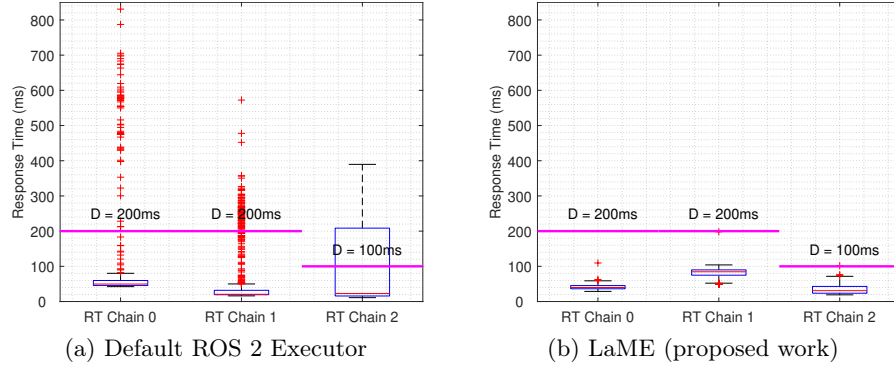 800
700
600
500
400
300
200
100
0
Response Time (ms)
D = 200ms
D = 200ms
D = 100ms
RT Chain 0
RT Chain 1
RT Chain 2
(a) Default ROS 2 Executor
800
700
600
500
400
300
200
100
0
Response Time (ms)
D = 200ms
D = 200ms
D = 100ms
RT Chain 0
RT Chain 1
RT Chain 2
(b) LaME (proposed work)